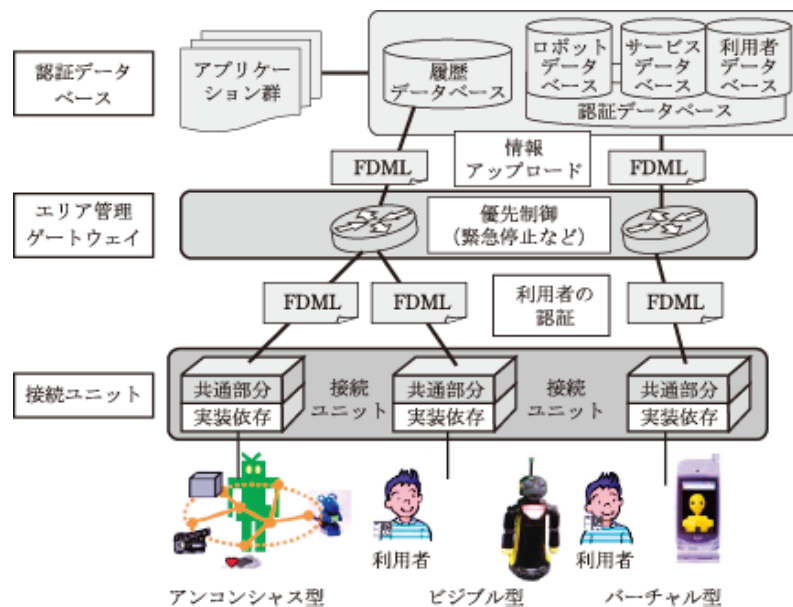 認証データ
ベース
アプリケー
ション群
履歴
データベース
ロボット
データ
ベース
サービス
データ
ベース
利用者
データ
ベース
認証データベース
FDML
情報
アップロード
FDML
エリア管理
ゲートウェイ
優先制御
(緊急停止など)
FDML
FDML
利用者の
認証
FDML
接続ユニット
共通部分
実装依存
接続
ユニット
共通部分
実装依存
接続
ユニット
共通部分
実装依存
利用者
利用者
アンコンシャス型
ビジブル型
バーチャル型